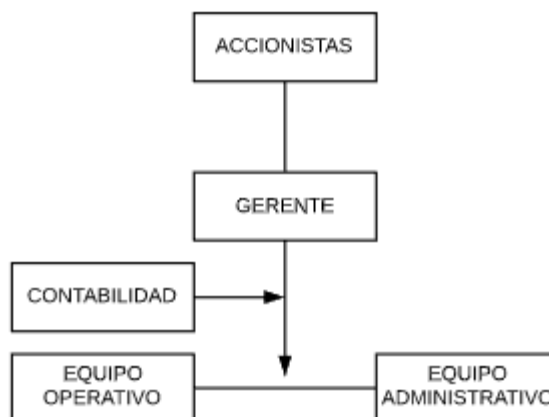 ACCIONISTAS
GERENTE
CONTABILIDAD
EQUIPO
OPERATIVO
EQUIPO
ADMINISTRATIVO